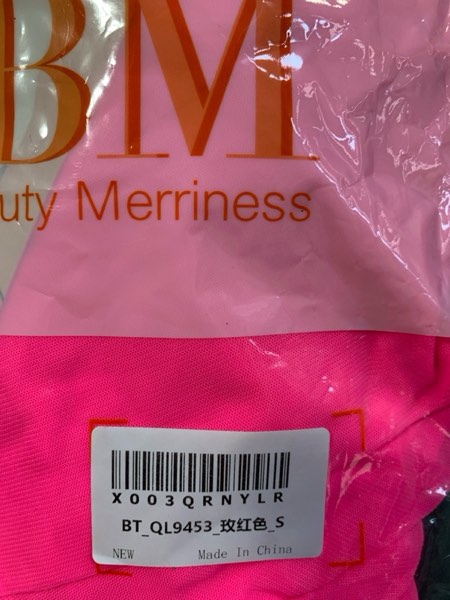 BM
uty Merriness
X003QRNYLR
BT_QL9453_玫红色_S
NEW Made In China